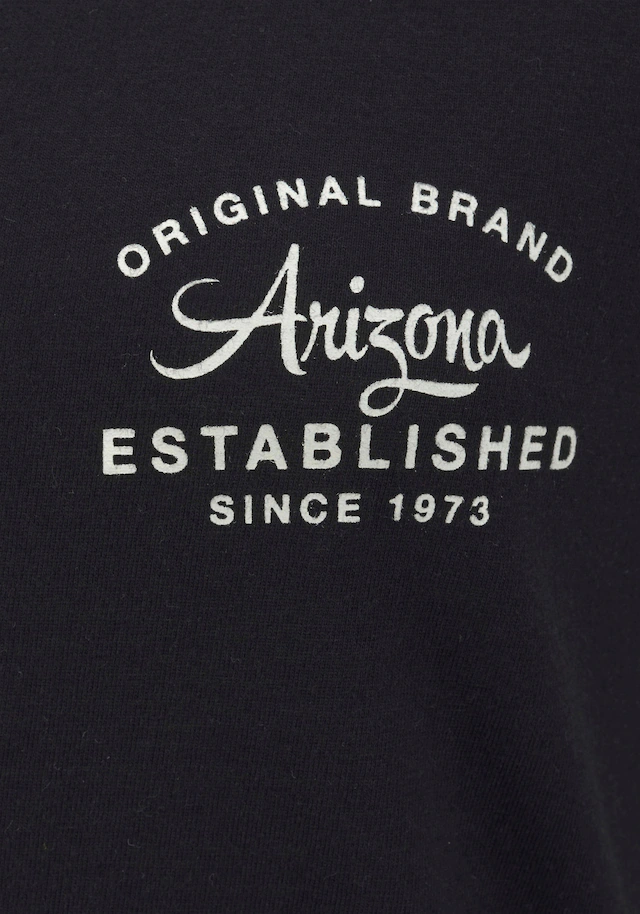 ORIGINAL BRAND
Arizona
ESTABLISHED
SINCE 1973